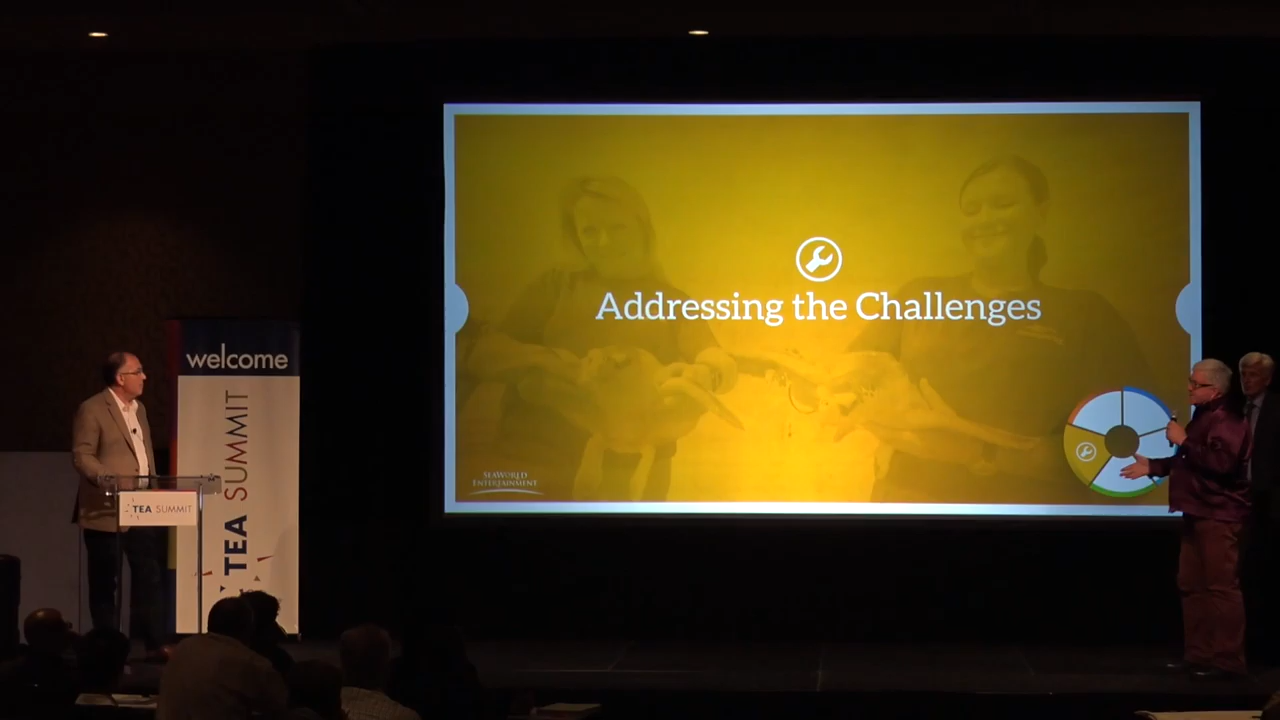 Addressing the Challenges
SEAWORLD
ENTERTAINMENT
welcome
TEA SUMMIT
TEA SUMMIT